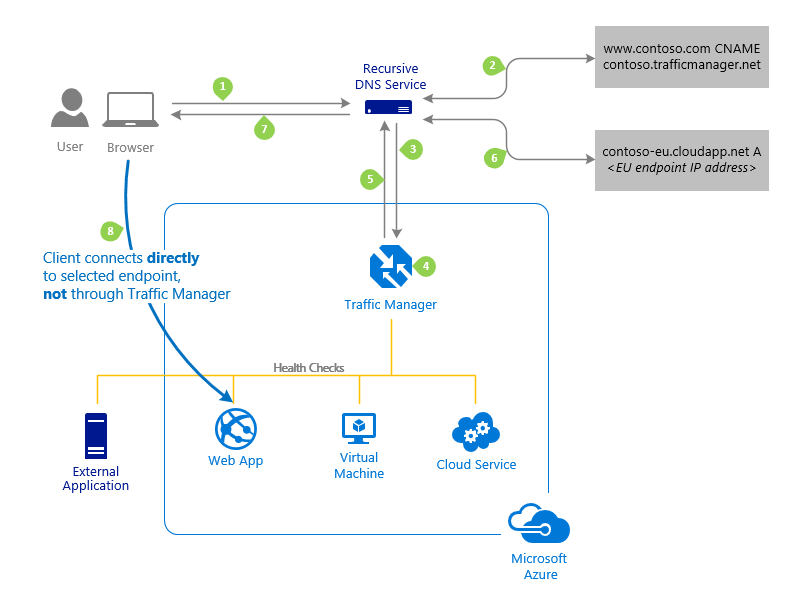 www.contoso.com CNAME
contoso.trafficmanager.net
2
Recursive
DNS Service
1
7
3
User
Browser
6
contoso-eu.cloudapp.net A
<EU endpoint IP address>
5
8
Client connects directly
to selected endpoint,
not through Traffic Manager
4
Traffic Manager
Health Checks
External
Application
Web App
Virtual
Machine
Cloud Service
Microsoft
Azure